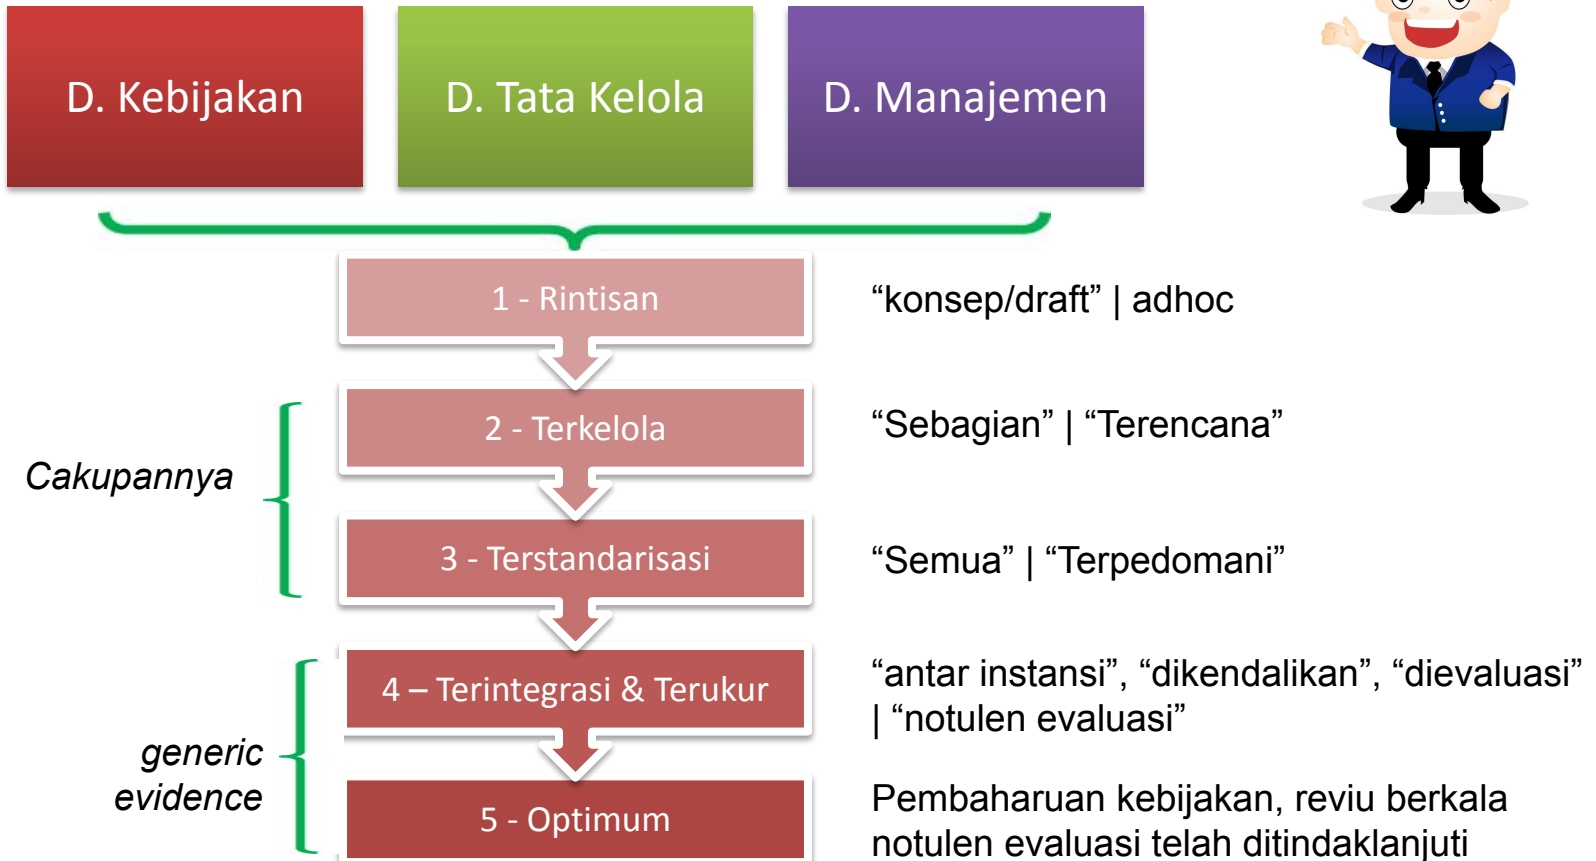 D. Kebijakan
D. Tata Kelola
D. Manajemen
1 - Rintisan
“konsep/draft” | adhoc
2 - Terkelola
“Sebagian” | “Terencana”
Cakupannya
3 - Terstandarisasi
“Semua” | “Terpedomani”
4 – Terintegrasi & Terukur
“antar instansi”, “dikendalikan”, “dievaluasi”
| “notulen evaluasi”
generic
evidence
5 - Optimum
Pembaharuan kebijakan, reviu berkala
notulen evaluasi telah ditindaklanjuti